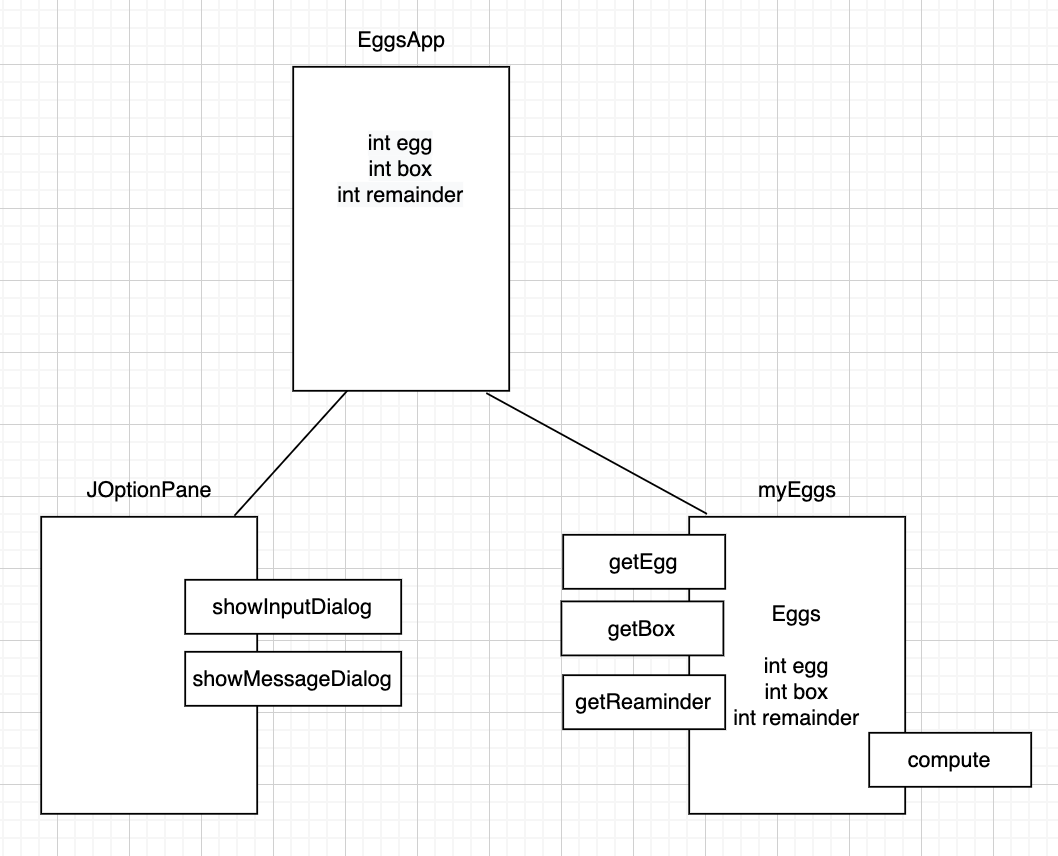 EggsApp
int egg
int box
int remainder
JOptionPane
showInputDialog
showMessageDialog
myEggs
getEgg
getBox
getReaminder
Eggs
int egg
int box
int remainder
compute